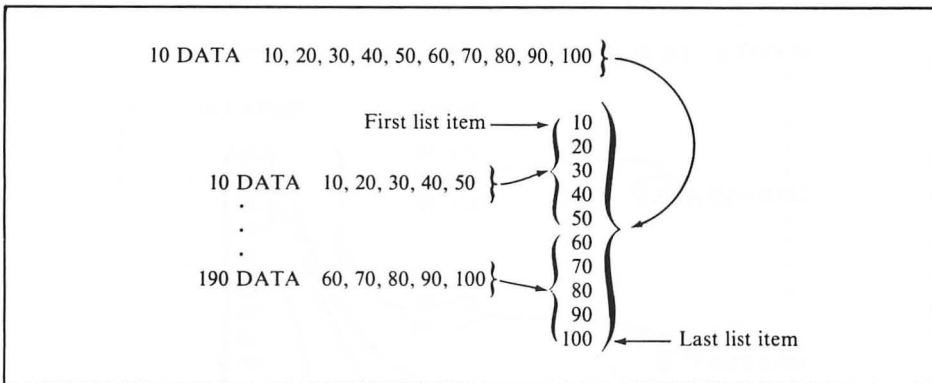 10 DATA 10, 20, 30, 40, 50, 60, 70, 80, 90, 100
First list item
10
20
30
10 DATA 10, 20, 30, 40, 50
40
50
60
70
190 DATA 60, 70, 80, 90, 100
80
90
100
Last list item